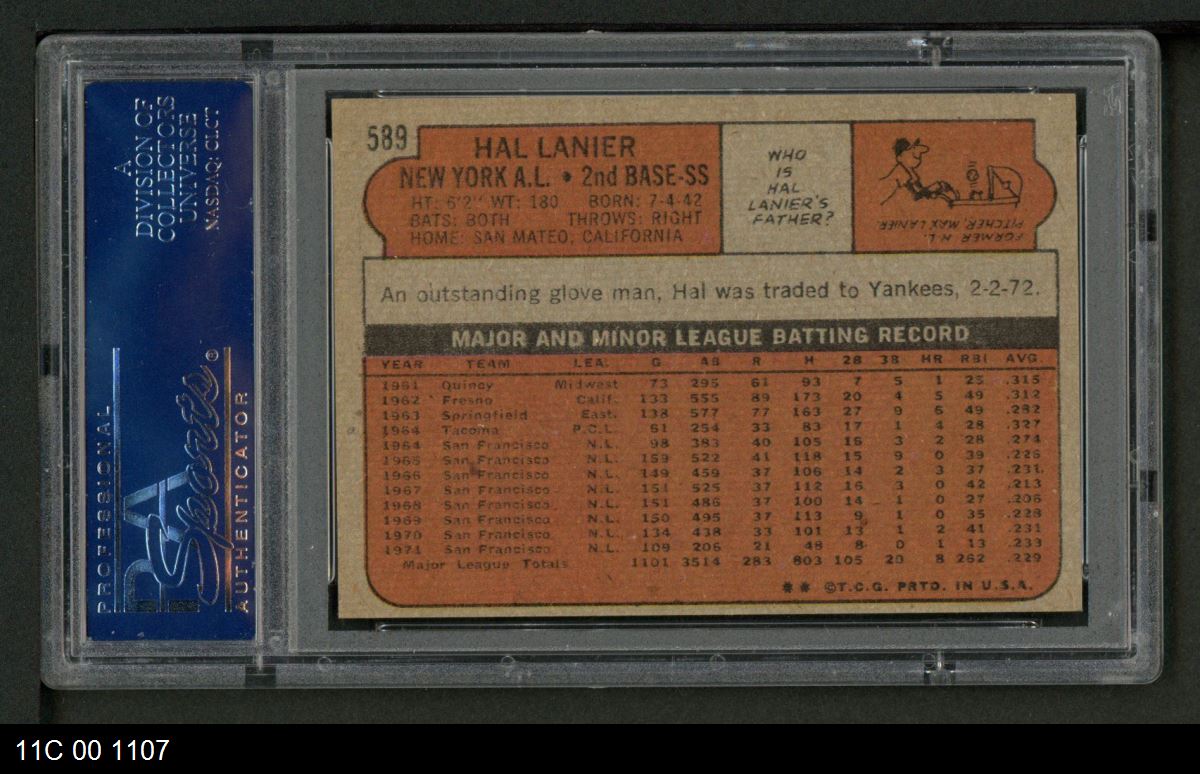 A
DIVISION OF
COLLECTORS
UNIVERSE
NASDAQ: CLCT
PROFESSIONAL
PSA
Sports®
AUTHENTICATOR
589
HAL LANIER
NEW YORK A.L. • 2nd BASE-SS
HT: 6'2" WT: 180 BORN: 7-4-42
BATS: BOTH THROWS: RIGHT
HOME: SAN MATEO, CALIFORNIA
WHO
IS
HAL
LANIER'S
FATHER?
FORMER N.L.
PITCHER, MAX LANIER.
An outstanding glove man, Hal was traded to Yankees, 2-2-72.
MAJOR AND MINOR LEAGUE BATTING RECORD
YEAR TEAM LEA. G AB R H 2B 3B HR RBI AVG.
1961 Quincy Midwest 73 295 61 93 7 5 1 25 .315
1962 Fresno Calif. 133 555 89 173 20 4 5 49 .312
1963 Springfield East. 138 577 77 163 27 9 6 49 .282
1964 Tacoma P.C.L. 61 254 33 83 17 1 4 28 .327
1964 San Francisco N.L. 98 383 40 105 16 3 2 28 .274
1965 San Francisco N.L. 159 522 41 118 15 9 0 39 .226
1966 San Francisco N.L. 149 459 37 106 14 2 3 37 .231
1967 San Francisco N.L. 151 525 37 112 16 3 0 42 .213
1968 San Francisco N.L. 151 486 37 100 14 1 0 27 .206
1969 San Francisco N.L. 150 495 37 113 9 1 0 35 .228
1970 San Francisco N.L. 134 438 33 101 13 1 2 41 .231
1971 San Francisco N.L. 109 206 21 48 8 0 1 13 .233
Major League Totals 1101 3514 283 803 105 20 8 262 .229
** ©T.C.G. PRTD. IN U.S.A.
11C 00 1107